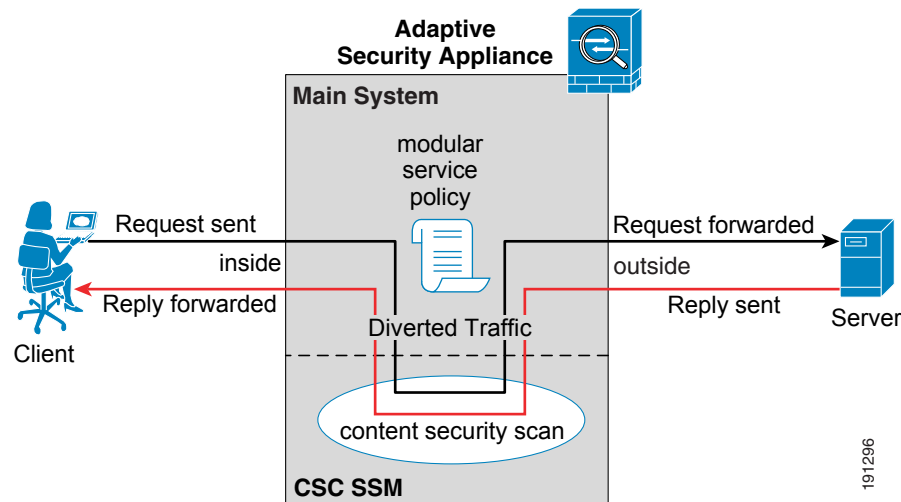 Adaptive
Security Appliance
Main System
modular
service
policy
Request sent
Request forwarded
inside
outside
Reply forwarded
Reply sent
Diverted Traffic
Client
Server
content security scan
CSC SSM
191296